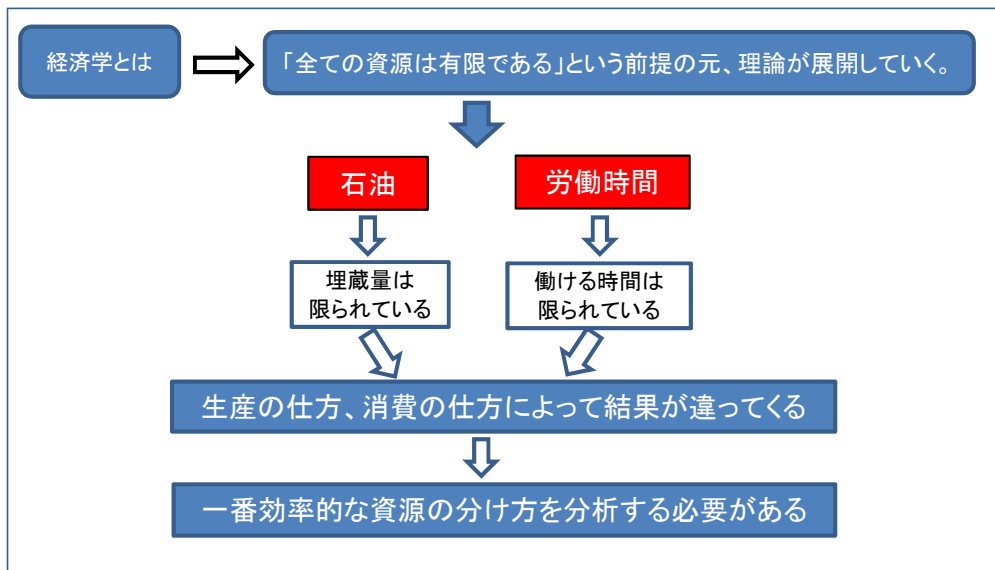 経済学とは
「全ての資源は有限である」という前提の元、理論が展開していく。
石油
労働時間
埋蔵量は
限られている
働ける時間は
限られている
生産の仕方、消費の仕方によって結果が違ってくる
一番効率的な資源の分け方を分析する必要がある